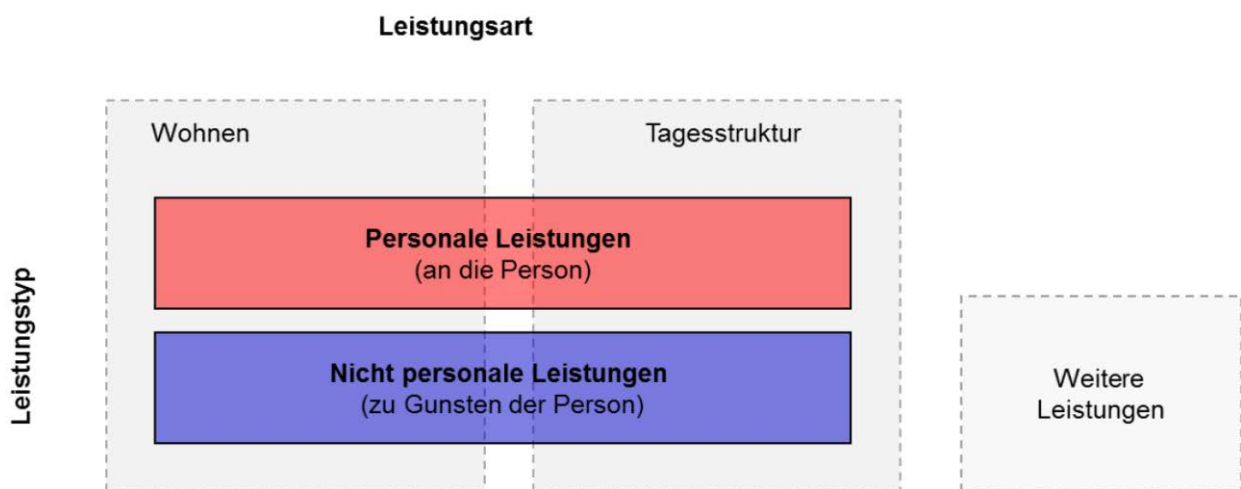 Leistungsart
Wohnen
Tagesstruktur
Personale Leistungen
(an die Person)
Leistungstyp
Nicht personale Leistungen
(zu Gunsten der Person)
Weitere
Leistungen